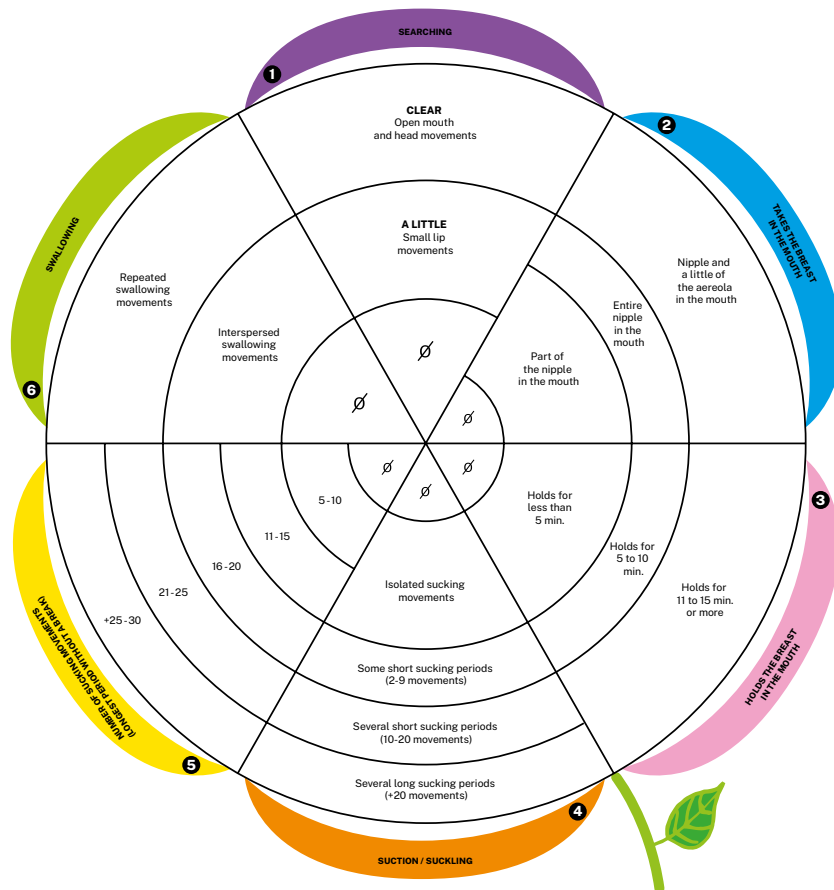 SEARCHING
1
CLEAR
Open mouth
and head movements
A LITTLE
Small lip
movements
Ø
2
TAKES THE BREAST
IN THE MOUTH
Nipple and
a little of
the aereola
in the mouth
Entire
nipple
in the
mouth
Part of
the nipple
in the mouth
Ø
3
HOLDS THE BREAST
IN THE MOUTH
Holds for
less than
5 min.
Holds for
5 to 10
min.
Holds for
11 to 15 min.
or more
Ø
4
SUCTION / SUCKLING
Ø
Isolated sucking
movements
Some short sucking periods
(2-9 movements)
Several short sucking periods
(10-20 movements)
Several long sucking periods
(+20 movements)
5
NUMBER OF SUCKING MOVEMENTS
(LONGEST PERIOD WITHOUT A BREAK)
Ø
5-10
11-15
16-20
21-25
+25-30
6
SWALLOWING
Repeated
swallowing
movements
Interspersed
swallowing
movements
Ø